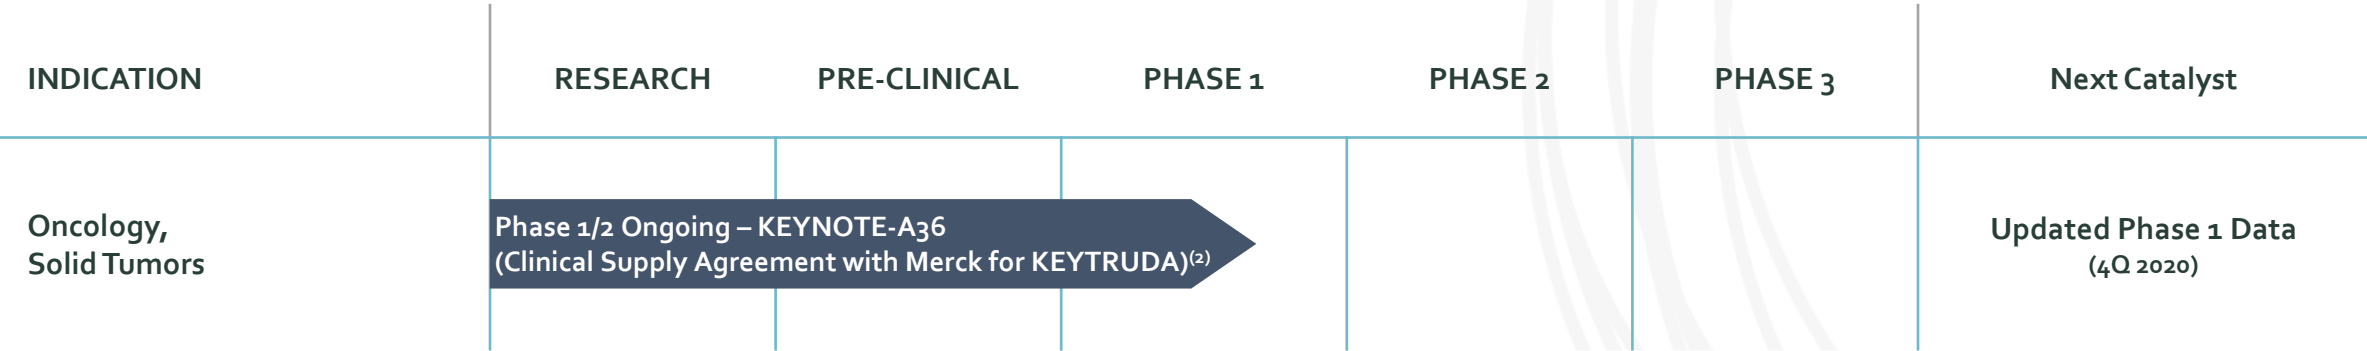 INDICATION RESEARCH PRE-CLINICAL PHASE 1 PHASE 2 PHASE 3 Next Catalyst
Oncology,
Solid Tumors
Phase 1/2 Ongoing – KEYNOTE-A36
(Clinical Supply Agreement with Merck for KEYTRUDA)(2)
Updated Phase 1 Data
(4Q 2020)